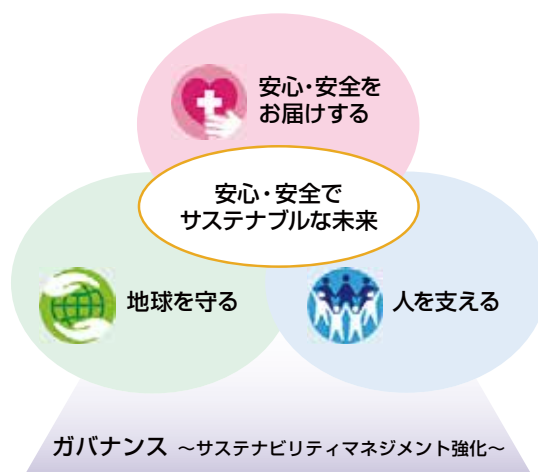 安心・安全を
お届けする
安心・安全で
サステナブルな未来
地球を守る
人を支える
ガバナンス ～サステナビリティマネジメント強化～